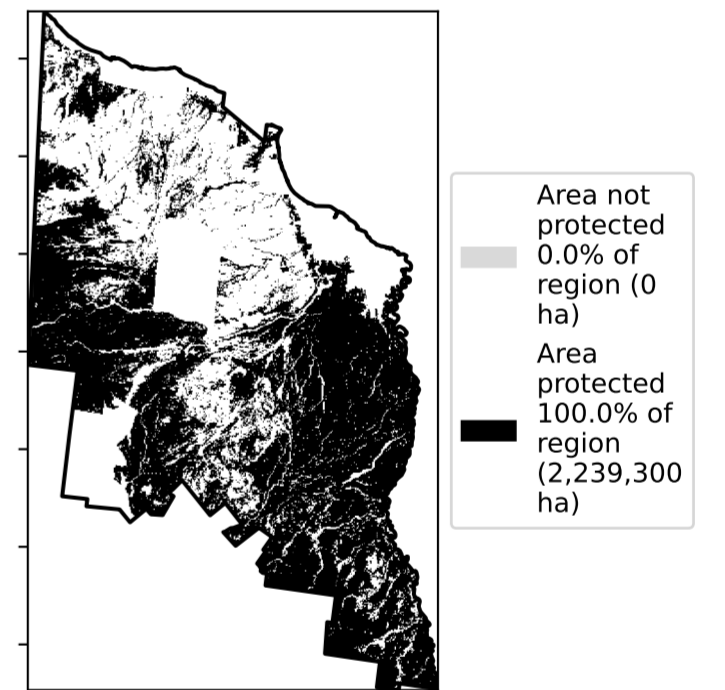 Area not
protected
0.0% of
region (0
ha)
Area
protected
100.0% of
region
(2,239,300
ha)